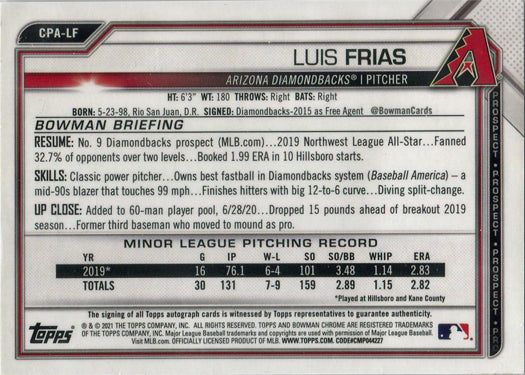 CPA-LF
LUIS FRIAS
ARIZONA DIAMONDBACKS® | PITCHER
HT: 6'3" WT: 180 THROWS: Right BATS: Right
BORN: 5-23-98, Rio San Juan, D.R. SIGNED: Diamondbacks-2015 as Free Agent @BowmanCards
BOWMAN BRIEFING
RESUME: No. 9 Diamondbacks prospect (MLB.com)...2019 Northwest League All-Star...Fanned
32.7% of opponents over two levels...Booked 1.99 ERA in 10 Hillsboro starts.
SKILLS: Classic power pitcher...Owns best fastball in Diamondbacks system (Baseball America) – a
mid-90s blazer that touches 99 mph...Finishes hitters with big 12-to-6 curve...Diving split-change.
UP CLOSE: Added to 60-man player pool, 6/28/20...Dropped 15 pounds ahead of breakout 2019
season...Former third baseman who moved to mound as pro.
MINOR LEAGUE PITCHING RECORD
YR G IP W-L SO SO/BB WHIP ERA
2019* 16 76.1 6-4 101 3.48 1.14 2.83
TOTALS 30 131 7-9 159 2.89 1.15 2.82
*Played at Hillsboro and Kane County
The signing of all Topps autograph cards is witnessed by Topps representatives to guarantee authenticity.
® & © 2021 THE TOPPS COMPANY, INC. ALL RIGHTS RESERVED. TOPPS AND BOWMAN CHROME ARE REGISTERED TRADEMARKS
OF THE TOPPS COMPANY, INC. Major League Baseball trademarks and copyrights are used with permission of Major League Baseball.
Visit MLB.com. OFFICIALLY LICENSED PRODUCT OF MLB. WWW.TOPPS.COM. CODE#CMP044227
TOPPS
A
PROSPECT • PROSPECT • PROSPECT • PROSPECT • PRO